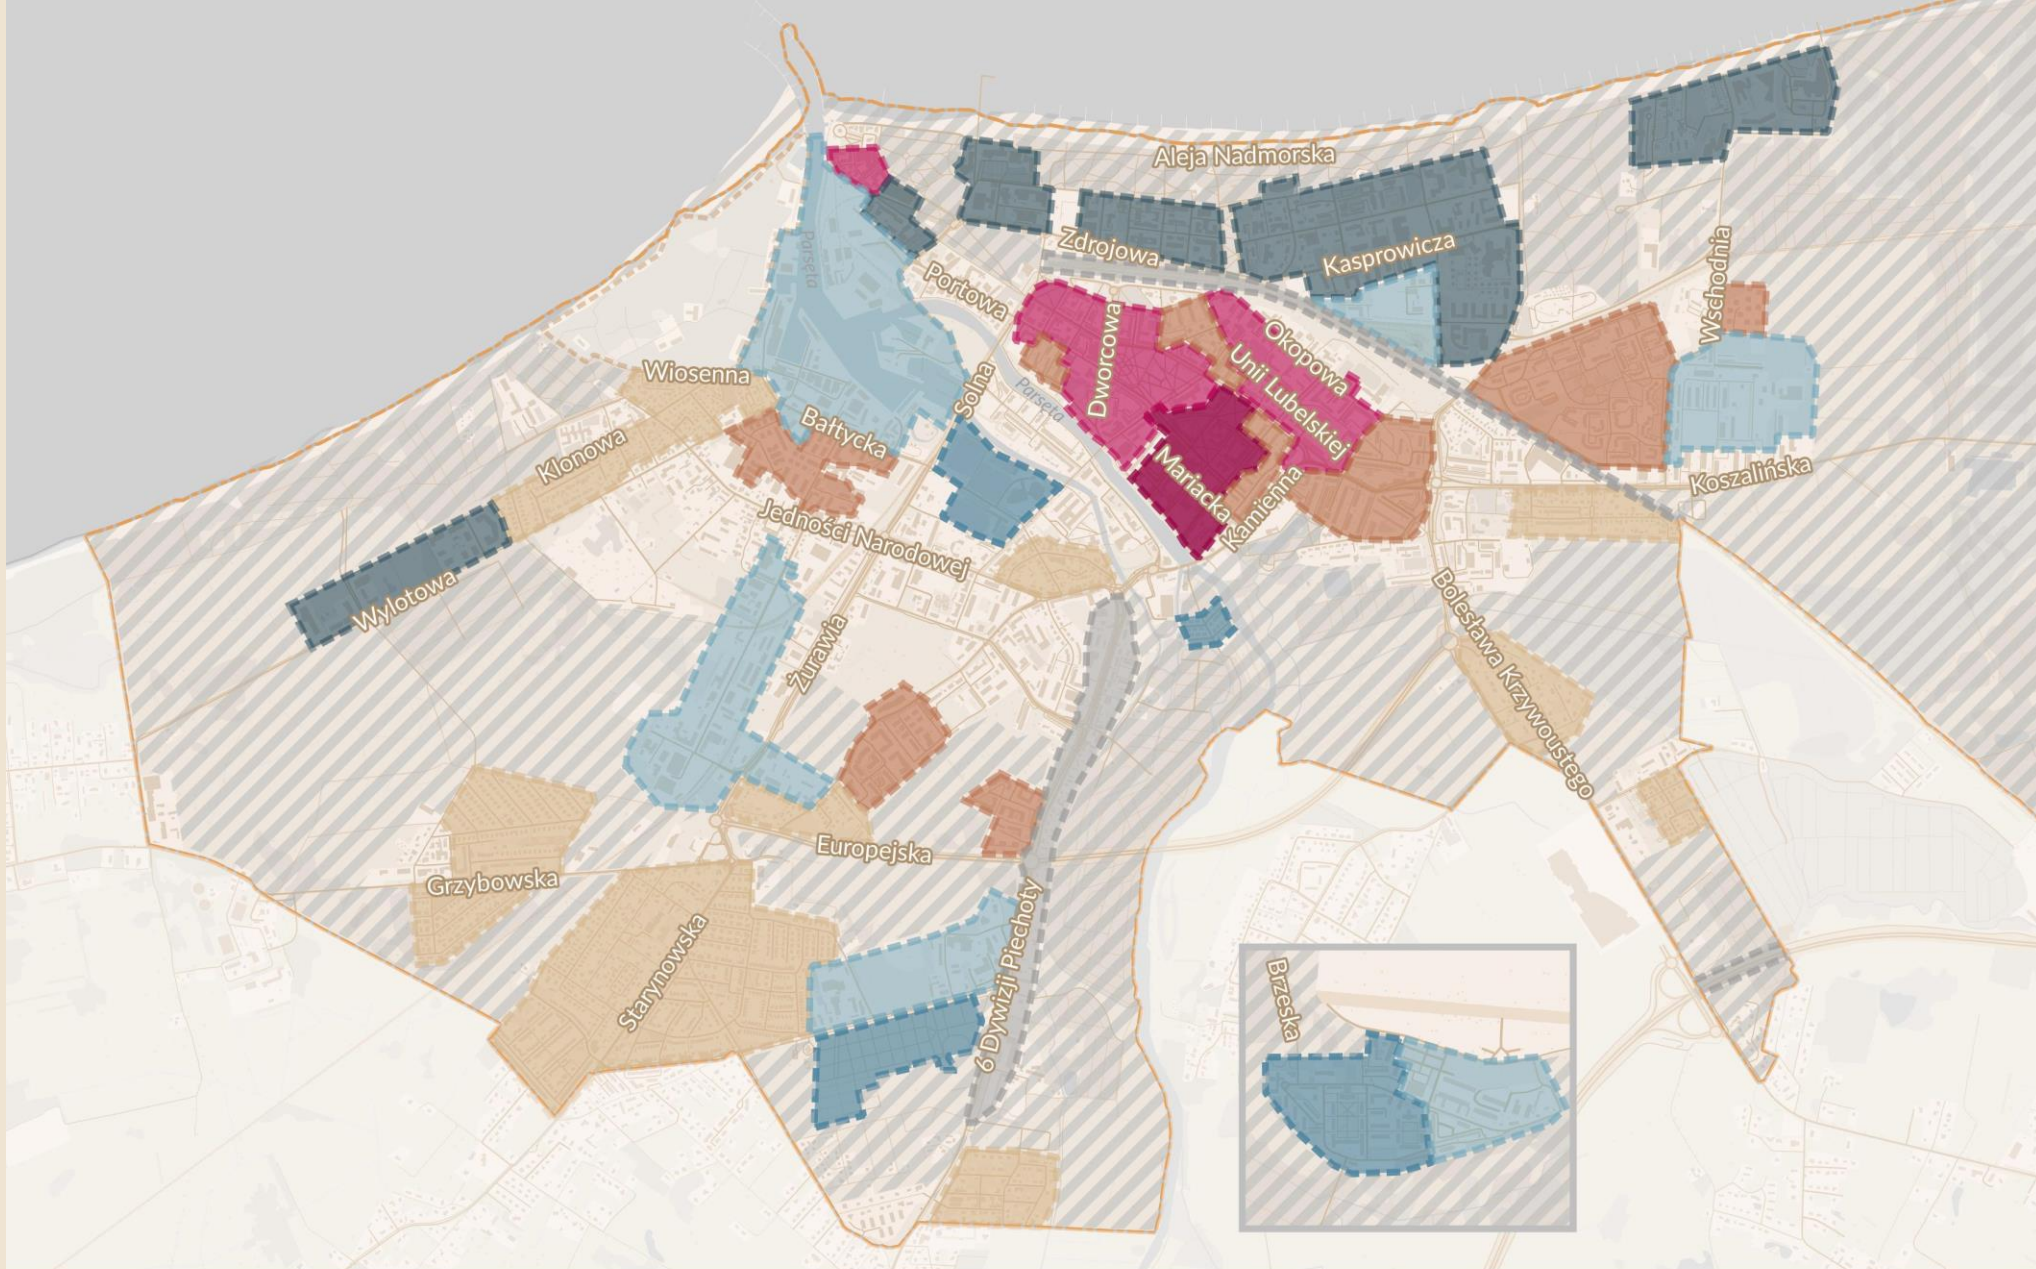 Aleja Nadmorska
Parsęta
Zdrojowa
Kasprowicza
Wschodnia
Portowa
Okopowa
Dworcowa
Unii Lubelskiej
Wiosenna
Solna
Parsęta
Bałtycka
Klonowa
Mariacka
Kamienna
Koszalińska
Jedności Narodowej
Wylotowa
Żurawia
Bolesława Krzywoustego
Europejska
Grzybowska
Starynowska
6 Dywizji Piechoty
Brzeska